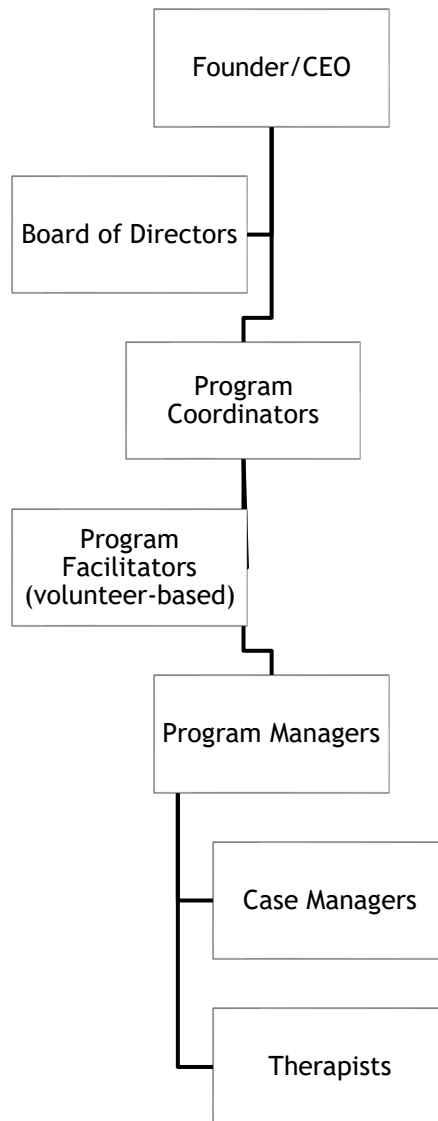 Founder/CEO
Board of Directors
Program
Coordinators
Program
Facilitators
(volunteer-based)
Program Managers
Case Managers
Therapists